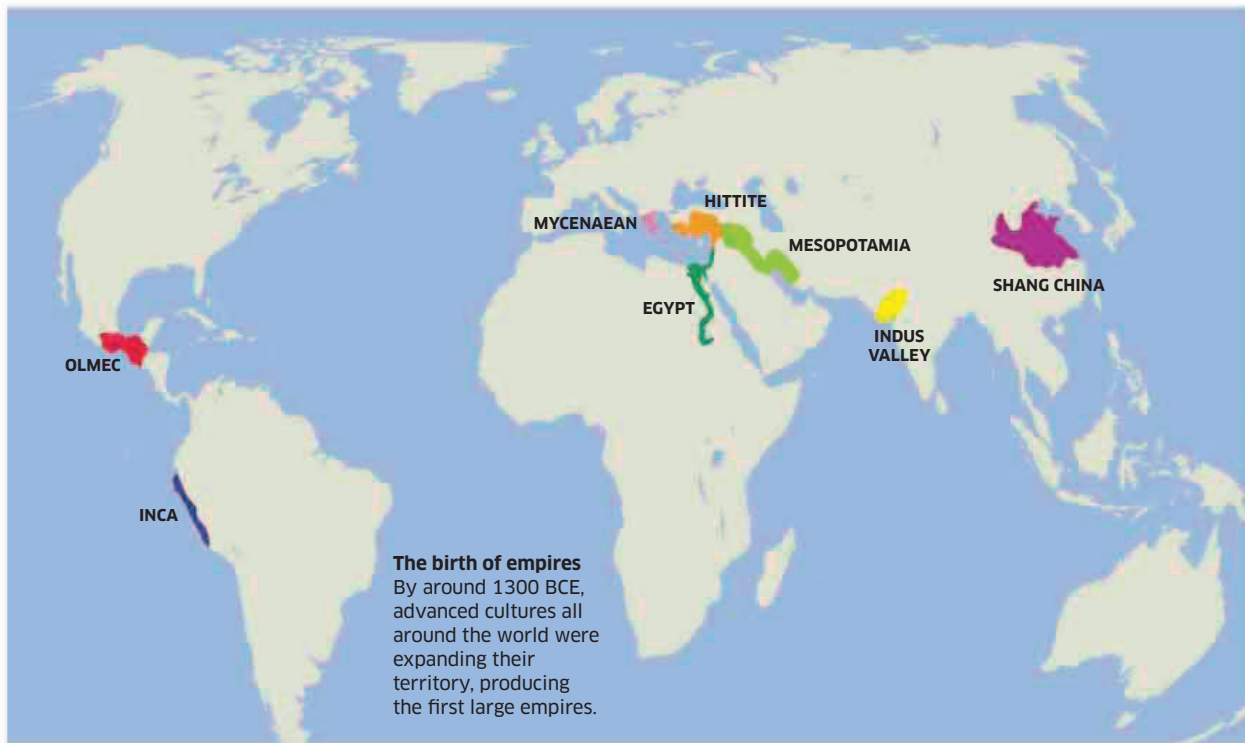 HITTITE
MYCENAEAN
MESOPOTAMIA
SHANG CHINA
EGYPT
INDUS
VALLEY
OLMEC
INCA
The birth of empires
By around 1300 BCE,
advanced cultures all
around the world were
expanding their
territory, producing
the first large empires.